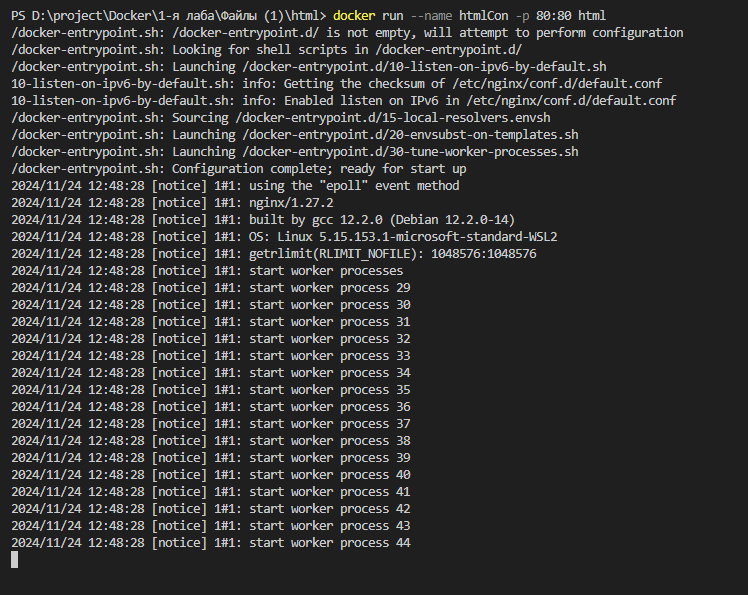 PS D:\project\Docker\1-я лаба\Файлы (1)\html> docker run --name htmlCon -p 80:80 html
/docker-entrypoint.sh: /docker-entrypoint.d/ is not empty, will attempt to perform configuration
/docker-entrypoint.sh: Looking for shell scripts in /docker-entrypoint.d/
/docker-entrypoint.sh: Launching /docker-entrypoint.d/10-listen-on-ipv6-by-default.sh
10-listen-on-ipv6-by-default.sh: info: Getting the checksum of /etc/nginx/conf.d/default.conf
10-listen-on-ipv6-by-default.sh: info: Enabled listen on IPv6 in /etc/nginx/conf.d/default.conf
/docker-entrypoint.sh: Sourcing /docker-entrypoint.d/15-local-resolvers.envsh
/docker-entrypoint.sh: Launching /docker-entrypoint.d/20-envsubst-on-templates.sh
/docker-entrypoint.sh: Launching /docker-entrypoint.d/30-tune-worker-processes.sh
/docker-entrypoint.sh: Configuration complete; ready for start up
2024/11/24 12:48:28 [notice] 1#1: using the "epoll" event method
2024/11/24 12:48:28 [notice] 1#1: nginx/1.27.2
2024/11/24 12:48:28 [notice] 1#1: built by gcc 12.2.0 (Debian 12.2.0-14)
2024/11/24 12:48:28 [notice] 1#1: OS: Linux 5.15.153.1-microsoft-standard-WSL2
2024/11/24 12:48:28 [notice] 1#1: getrlimit(RLIMIT_NOFILE): 1048576:1048576
2024/11/24 12:48:28 [notice] 1#1: start worker processes
2024/11/24 12:48:28 [notice] 1#1: start worker process 29
2024/11/24 12:48:28 [notice] 1#1: start worker process 30
2024/11/24 12:48:28 [notice] 1#1: start worker process 31
2024/11/24 12:48:28 [notice] 1#1: start worker process 32
2024/11/24 12:48:28 [notice] 1#1: start worker process 33
2024/11/24 12:48:28 [notice] 1#1: start worker process 34
2024/11/24 12:48:28 [notice] 1#1: start worker process 35
2024/11/24 12:48:28 [notice] 1#1: start worker process 36
2024/11/24 12:48:28 [notice] 1#1: start worker process 37
2024/11/24 12:48:28 [notice] 1#1: start worker process 38
2024/11/24 12:48:28 [notice] 1#1: start worker process 39
2024/11/24 12:48:28 [notice] 1#1: start worker process 40
2024/11/24 12:48:28 [notice] 1#1: start worker process 41
2024/11/24 12:48:28 [notice] 1#1: start worker process 42
2024/11/24 12:48:28 [notice] 1#1: start worker process 43
2024/11/24 12:48:28 [notice] 1#1: start worker process 44